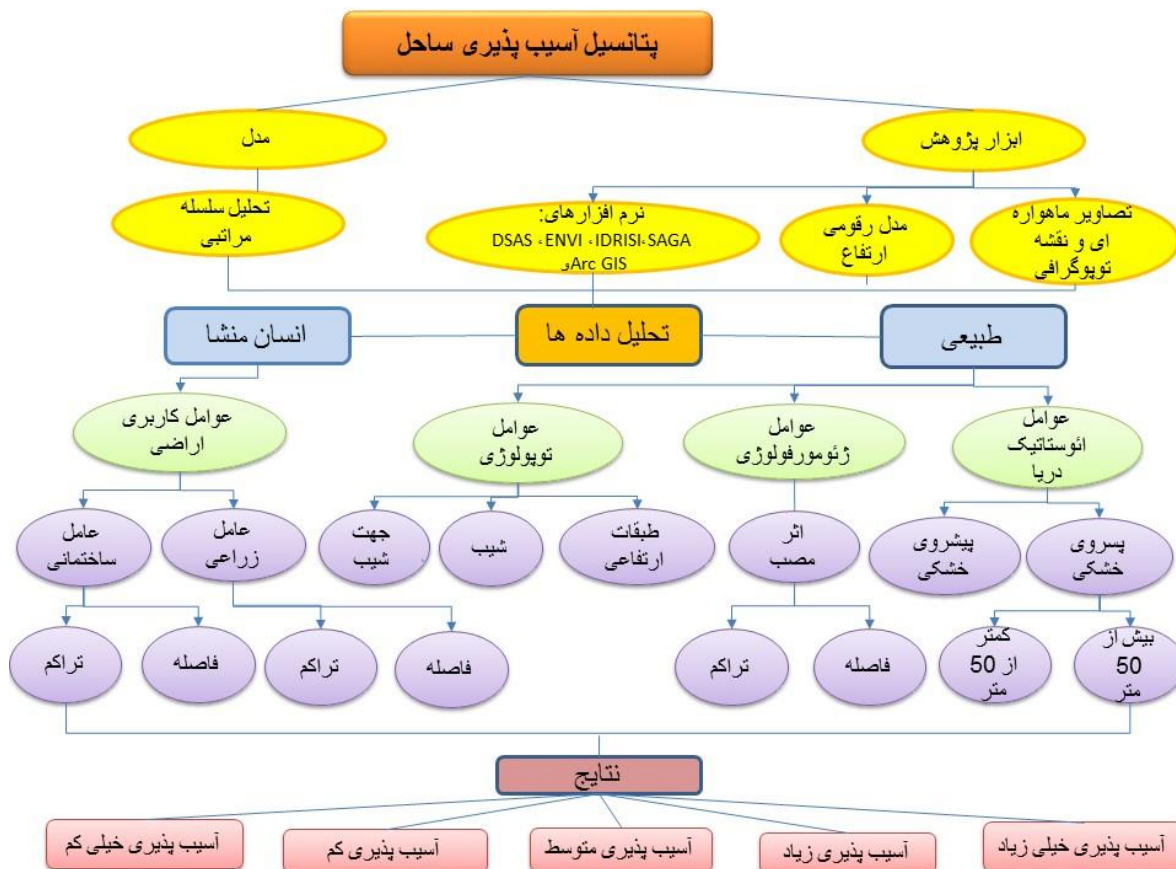 پتانسیل آسیب پذیری ساحل
ابزار پژوهش
مدل
تصاویر ماهواره
ای و نقشه
توپوگرافی
مدل رقومی
ارتفاع
نرم افزارهای:
DSAS ،ENVI ،IDRISI،SAGA
وArc GIS
تحلیل سلسله
مراتبی
طبیعی
تحلیل داده ها
انسان منشا
عوامل
ائوستاتیک
دریا
عوامل
ژئومورفولوژی
عوامل
توپولوژی
عوامل کاربری
اراضی
پسروی
خشکی
پیشروی
خشکی
اثر
مصب
طبقات
ارتفاعی
شیب
جهت
شیب
عامل
زراعی
عامل
ساختمانی
بیش از
50
متر
کمتر
از 50
متر
فاصله
تراکم
فاصله
تراکم
فاصله
تراکم
نتایج
آسیب پذیری خیلی زیاد
آسیب پذیری زیاد
آسیب پذیری متوسط
آسیب پذیری کم
آسیب پذیری خیلی کم